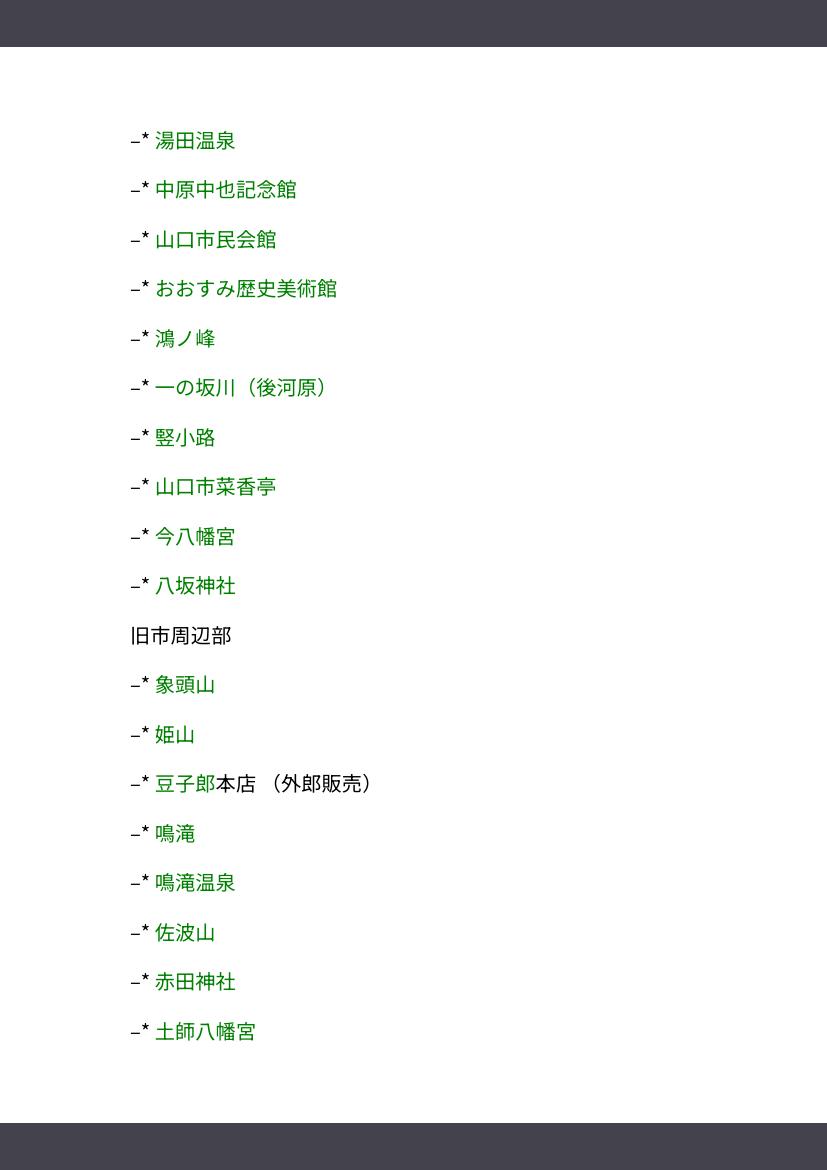 –* 湯田温泉
–* 中原中也記念館
–* 山口市民会館
–* おおすみ歴史美術館
–* 鴻ノ峰
–* 一の坂川（後河原）
–* 竪小路
–* 山口市菜香亭
–* 今八幡宮
–* 八坂神社
旧市周辺部
–* 象頭山
–* 姫山
–* 豆子郎本店 （外郎販売）
–* 鳴滝
–* 鳴滝温泉
–* 佐波山
–* 赤田神社
–* 土師八幡宮